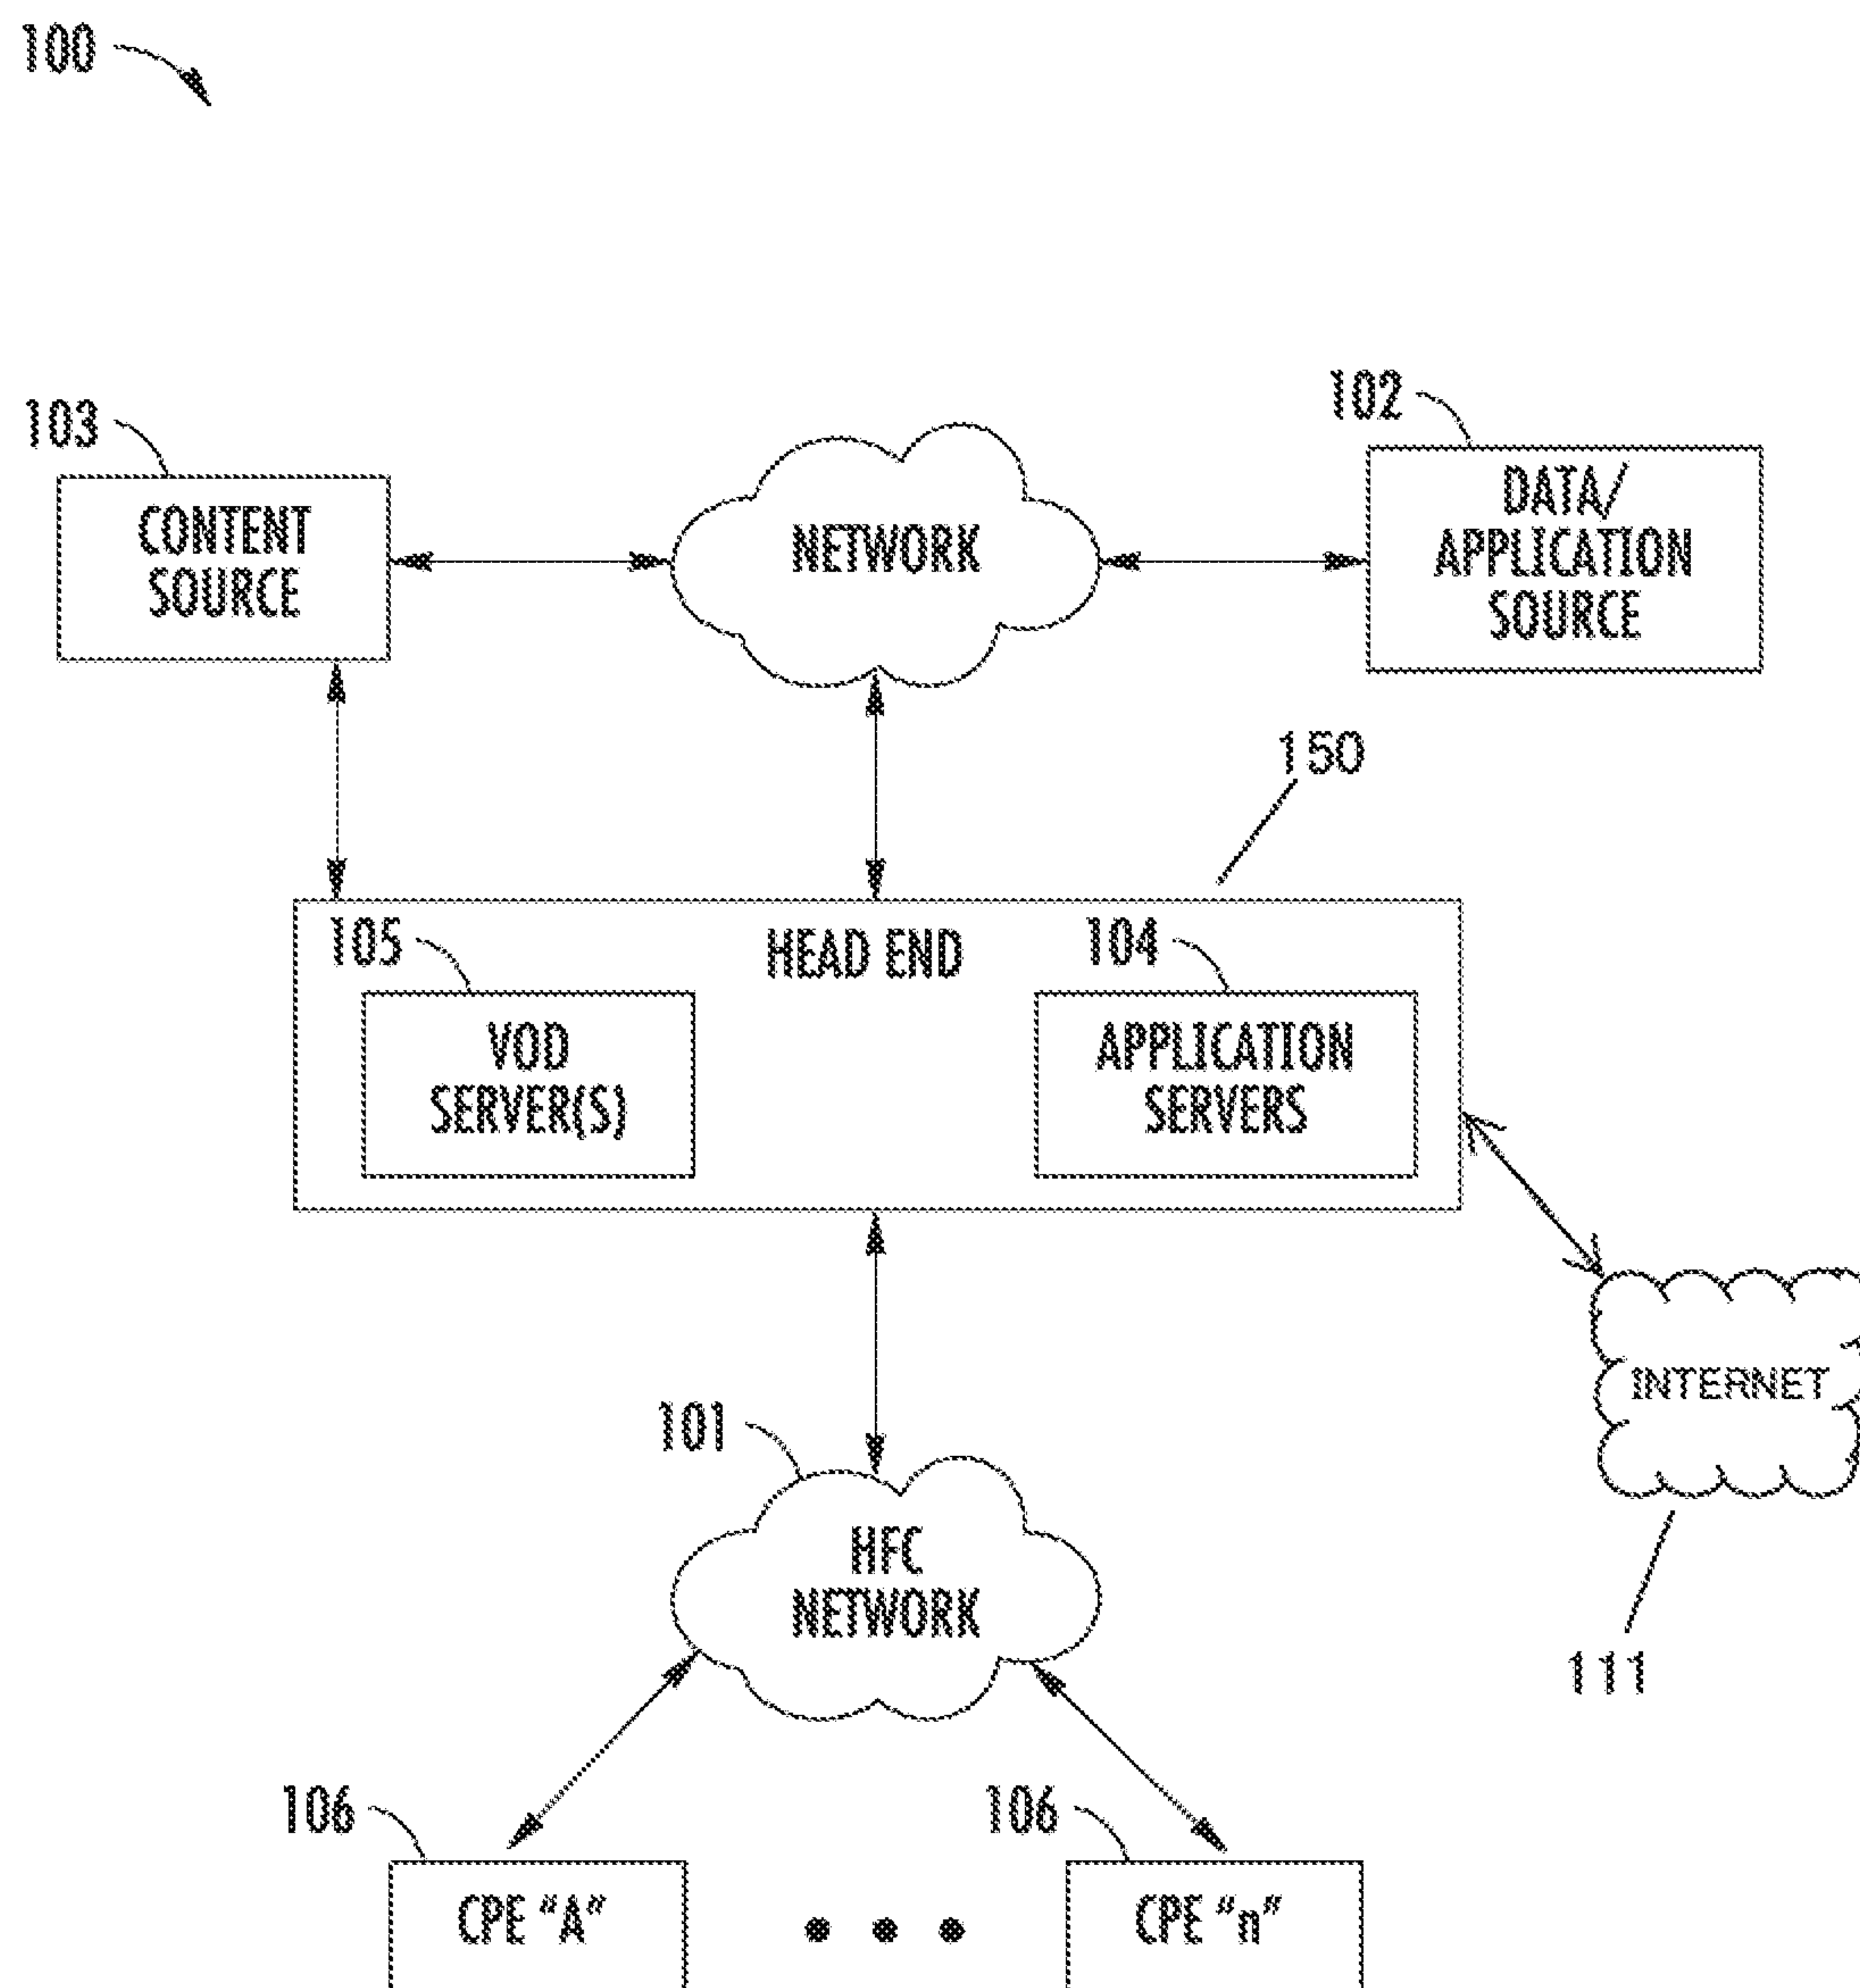 100
103
102
CONTENT
SOURCE
NETWORK
DATA/
APPLICATION
SOURCE
150
105
HEAD END
104
VOD
SERVER(S)
APPLICATION
SERVERS
INTERNET
101
HFC
NETWORK
111
106
106
CPE "A"
CPE "n"